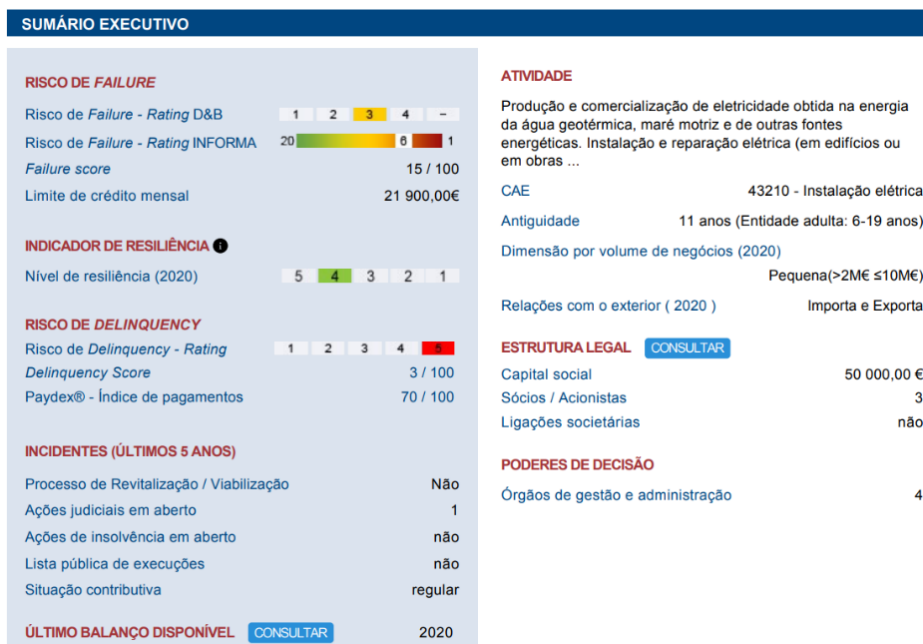 SUMÁRIO EXECUTIVO
RISCO DE FAILURE
Risco de Failure - Rating D&B 1 2 3 4 –
Risco de Failure - Rating INFORMA 20 6 1
Failure score 15 / 100
Limite de crédito mensal 21 900,00€
INDICADOR DE RESILIÊNCIA i
Nível de resiliência (2020) 5 4 3 2 1
RISCO DE DELINQUENCY
Risco de Delinquency - Rating 1 2 3 4 5
Delinquency Score 3 / 100
Paydex® - Índice de pagamentos 70 / 100
INCIDENTES (ÚLTIMOS 5 ANOS)
Processo de Revitalização / Viabilização Não
Ações judiciais em aberto 1
Ações de insolvência em aberto não
Lista pública de execuções não
Situação contributiva regular
ÚLTIMO BALANÇO DISPONÍVEL CONSULTAR 2020
ATIVIDADE
Produção e comercialização de eletricidade obtida na energia
da água geotérmica, maré motriz e de outras fontes
energéticas. Instalação e reparação elétrica (em edifícios ou
em obras ...
CAE 43210 - Instalação elétrica
Antiguidade 11 anos (Entidade adulta: 6-19 anos)
Dimensão por volume de negócios (2020)
Pequena(>2M€ ≤10M€)
Relações com o exterior ( 2020 ) Importa e Exporta
ESTRUTURA LEGAL CONSULTAR
Capital social 50 000,00 €
Sócios / Acionistas 3
Ligações societárias não
PODERES DE DECISÃO
Órgãos de gestão e administração 4